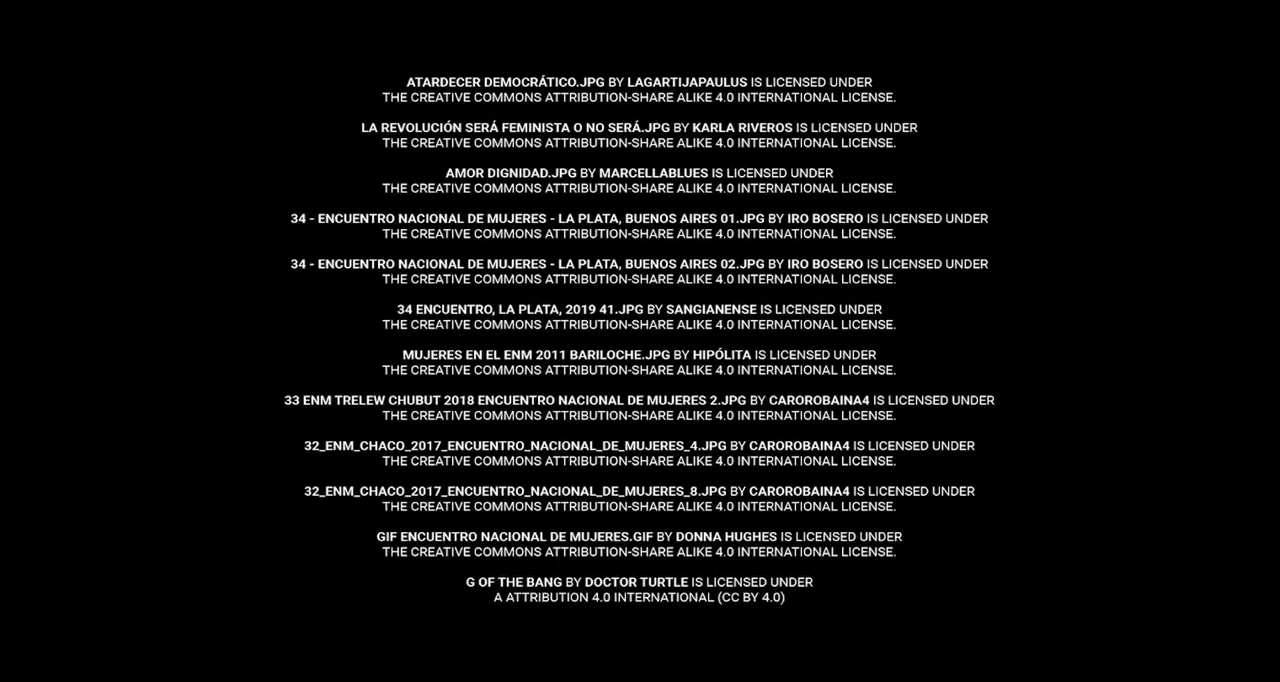 ATARDECER DEMOCRÁTICO.JPG BY LAGARTIJAPAULUS IS LICENSED UNDER
THE CREATIVE COMMONS ATTRIBUTION-SHARE ALIKE 4.0 INTERNATIONAL LICENSE.
LA REVOLUCIÓN SERÁ FEMINISTA O NO SERÁ.JPG BY KARLA RIVEROS IS LICENSED UNDER
THE CREATIVE COMMONS ATTRIBUTION-SHARE ALIKE 4.0 INTERNATIONAL LICENSE.
AMOR DIGNIDAD.JPG BY MARCELLABLUES IS LICENSED UNDER
THE CREATIVE COMMONS ATTRIBUTION-SHARE ALIKE 4.0 INTERNATIONAL LICENSE.
34 - ENCUENTRO NACIONAL DE MUJERES - LA PLATA, BUENOS AIRES 01.JPG BY IRO BOSERO IS LICENSED UNDER
THE CREATIVE COMMONS ATTRIBUTION-SHARE ALIKE 4.0 INTERNATIONAL LICENSE.
34 - ENCUENTRO NACIONAL DE MUJERES - LA PLATA, BUENOS AIRES 02.JPG BY IRO BOSERO IS LICENSED UNDER
THE CREATIVE COMMONS ATTRIBUTION-SHARE ALIKE 4.0 INTERNATIONAL LICENSE.
34 ENCUENTRO, LA PLATA, 2019 41.JPG BY SANGIANENSE IS LICENSED UNDER
THE CREATIVE COMMONS ATTRIBUTION-SHARE ALIKE 4.0 INTERNATIONAL LICENSE.
MUJERES EN EL ENM 2011 BARILOCHE.JPG BY HIPÓLITA IS LICENSED UNDER
THE CREATIVE COMMONS ATTRIBUTION-SHARE ALIKE 4.0 INTERNATIONAL LICENSE.
33 ENM TRELEW CHUBUT 2018 ENCUENTRO NACIONAL DE MUJERES 2.JPG BY CAROROBAINA4 IS LICENSED UNDER
THE CREATIVE COMMONS ATTRIBUTION-SHARE ALIKE 4.0 INTERNATIONAL LICENSE.
32_ENM_CHACO_2017_ENCUENTRO_NACIONAL_DE_MUJERES_4.JPG BY CAROROBAINA4 IS LICENSED UNDER
THE CREATIVE COMMONS ATTRIBUTION-SHARE ALIKE 4.0 INTERNATIONAL LICENSE.
32_ENM_CHACO_2017_ENCUENTRO_NACIONAL_DE_MUJERES_8.JPG BY CAROROBAINA4 IS LICENSED UNDER
THE CREATIVE COMMONS ATTRIBUTION-SHARE ALIKE 4.0 INTERNATIONAL LICENSE.
GIF ENCUENTRO NACIONAL DE MUJERES.GIF BY DONNA HUGHES IS LICENSED UNDER
THE CREATIVE COMMONS ATTRIBUTION-SHARE ALIKE 4.0 INTERNATIONAL LICENSE.
G OF THE BANG BY DOCTOR TURTLE IS LICENSED UNDER
A ATTRIBUTION 4.0 INTERNATIONAL (CC BY 4.0)